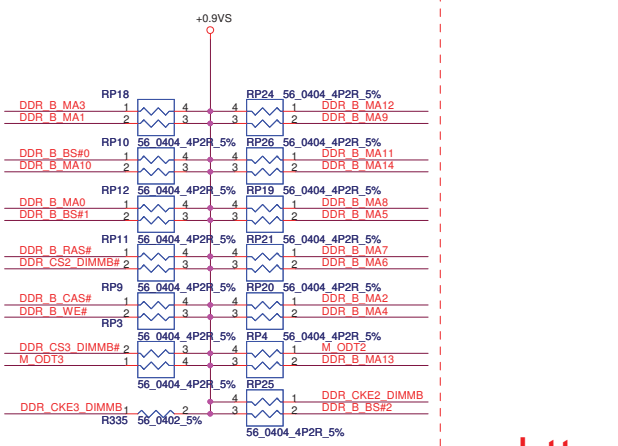 +0.9VS
RP18 RP24 56_0404_4P2R_5%
DDR_B_MA3 1 4 4 1 DDR_B_MA12
DDR_B_MA1 2 3 3 2 DDR_B_MA9
RP10 56_0404_4P2R_5% RP26 56_0404_4P2R_5%
DDR_B_BS#0 1 4 4 1 DDR_B_MA11
DDR_B_MA10 2 3 3 2 DDR_B_MA14
RP12 56_0404_4P2R_5% RP19 56_0404_4P2R_5%
DDR_B_MA0 1 4 4 1 DDR_B_MA8
DDR_B_BS#1 2 3 3 2 DDR_B_MA5
RP11 56_0404_4P2R_5% RP21 56_0404_4P2R_5%
DDR_B_RAS# 1 4 4 1 DDR_B_MA7
DDR_CS2_DIMMB# 2 3 3 2 DDR_B_MA6
RP9 56_0404_4P2R_5% RP20 56_0404_4P2R_5%
DDR_B_CAS# 1 4 4 1 DDR_B_MA2
DDR_B_WE# 2 3 3 2 DDR_B_MA4
RP3 56_0404_4P2R_5% RP4 56_0404_4P2R_5%
DDR_CS3_DIMMB# 2 3 4 1 M_ODT2
M_ODT3 1 4 3 2 DDR_B_MA13
56_0404_4P2R_5% RP25
4 1 DDR_CKE2_DIMMB
DDR_CKE3_DIMMB 1 2 3 2 DDR_B_BS#2
R335 56_0402_5%
56_0404_4P2R_5%